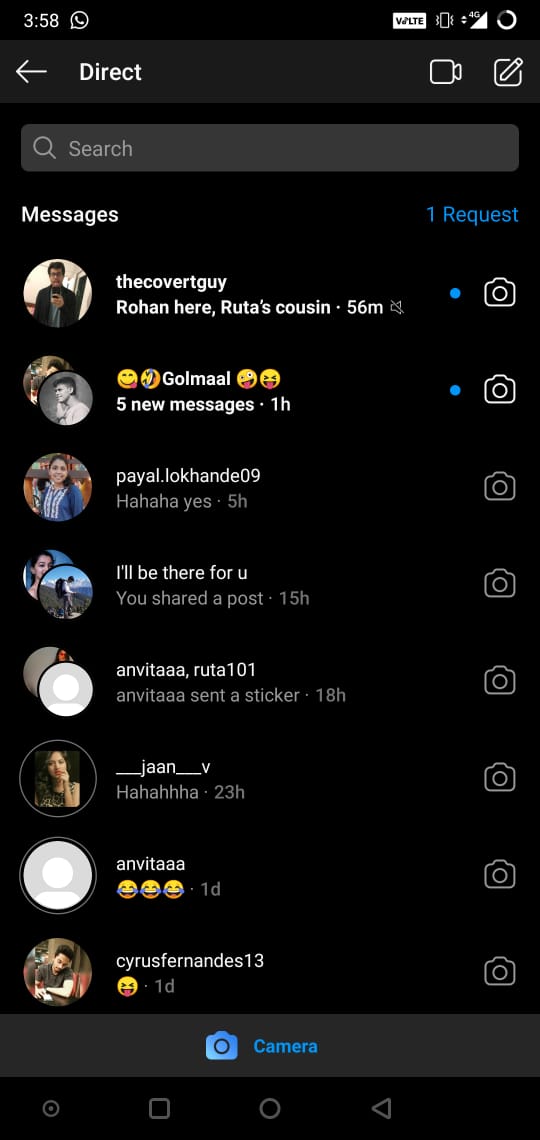 3:58 VoLTE 4G
Direct
Search
Messages 1 Request
thecovertguy
Rohan here, Ruta's cousin · 56m
😋🤣Golmaal 🤪😝
5 new messages · 1h
payal.lokhande09
Hahaha yes · 5h
I'll be there for u
You shared a post · 15h
anvitaaa, ruta101
anvitaaa sent a sticker · 18h
___jaan___v
Hahahhha · 23h
anvitaaa
😂😂😂 · 1d
cyrusfernandes13
😝 · 1d
Camera